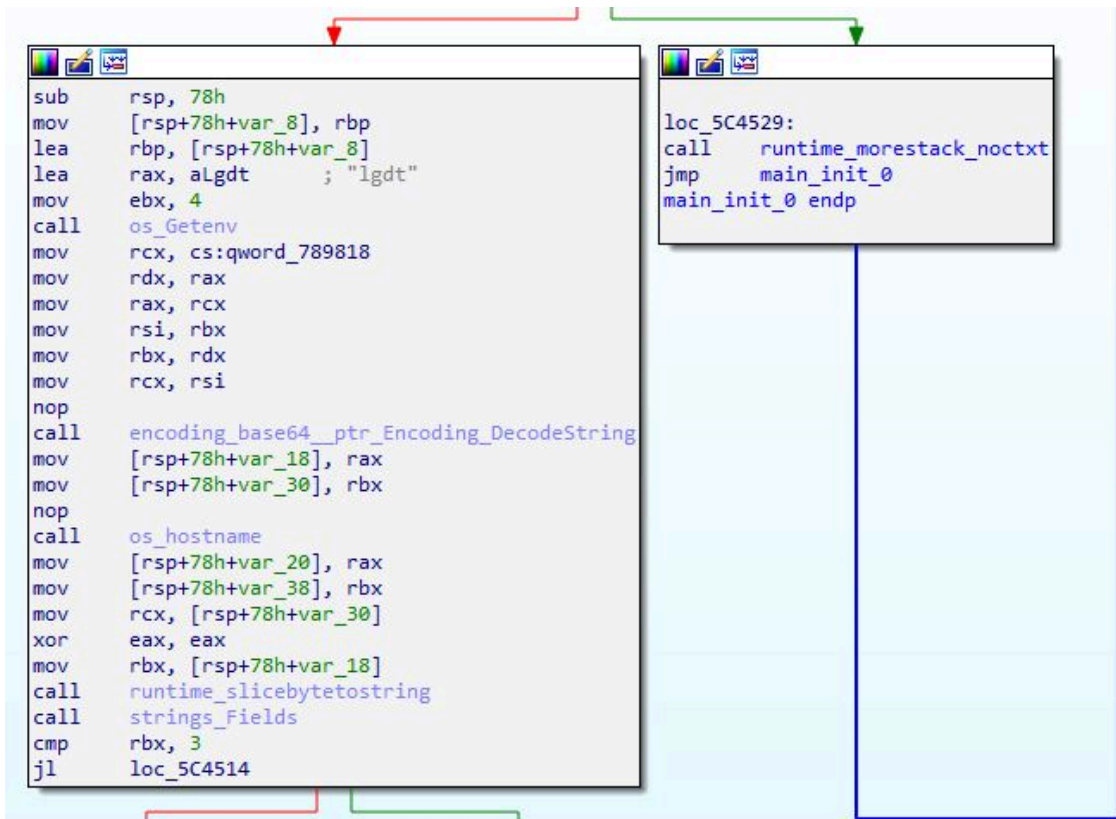 sub rsp, 78h
mov [rsp+78h+var_8], rbp
lea rbp, [rsp+78h+var_8]
lea rax, aLgdt ; "lgdt"
mov ebx, 4
call os_Getenv
mov rcx, cs:qword_789818
mov rdx, rax
mov rax, rcx
mov rsi, rbx
mov rbx, rdx
mov rcx, rsi
nop
call encoding_base64__ptr_Encoding_DecodeString
mov [rsp+78h+var_18], rax
mov [rsp+78h+var_30], rbx
nop
call os_hostname
mov [rsp+78h+var_20], rax
mov [rsp+78h+var_38], rbx
mov rcx, [rsp+78h+var_30]
xor eax, eax
mov rbx, [rsp+78h+var_18]
call runtime_slicebytetostring
call strings_Fields
cmp rbx, 3
jl loc_5C4514
loc_5C4529:
call runtime_morestack_noctxt
jmp main_init_0
main_init_0 endp